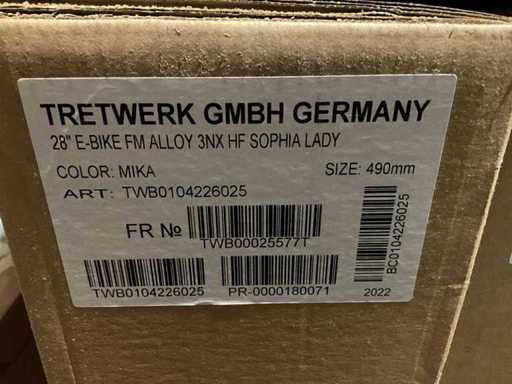 TRETWERK GMBH GERMANY
28" E-BIKE FM ALLOY 3NX HF SOPHIA LADY
COLOR: MIKA SIZE: 490mm
ART: TWB0104226025
FR № TWB00025577T
BC0104226025
TWB0104226025 PR-0000180071 2022